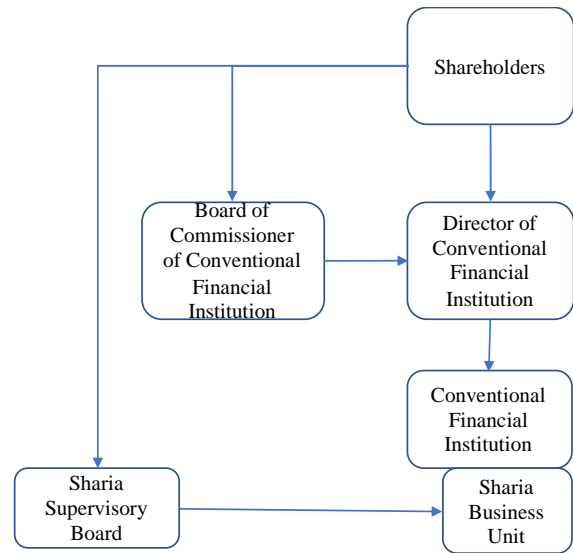 Shareholders
Board of
Commissioner
of Conventional
Financial
Institution
Director of
Conventional
Financial
Institution
Conventional
Financial
Institution
Sharia
Supervisory
Board
Sharia
Business
Unit